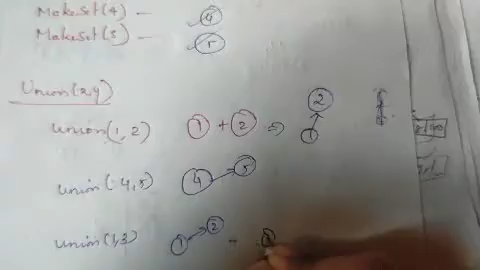 MakeSet(4) — 4
MakeSet(5) — 5
Union(x,y)
Union(1,2) 1 + 2 ⇒ 1 → 2
Union(4,5) 4 → 5
Union(1,3) 1 → 2 - 3